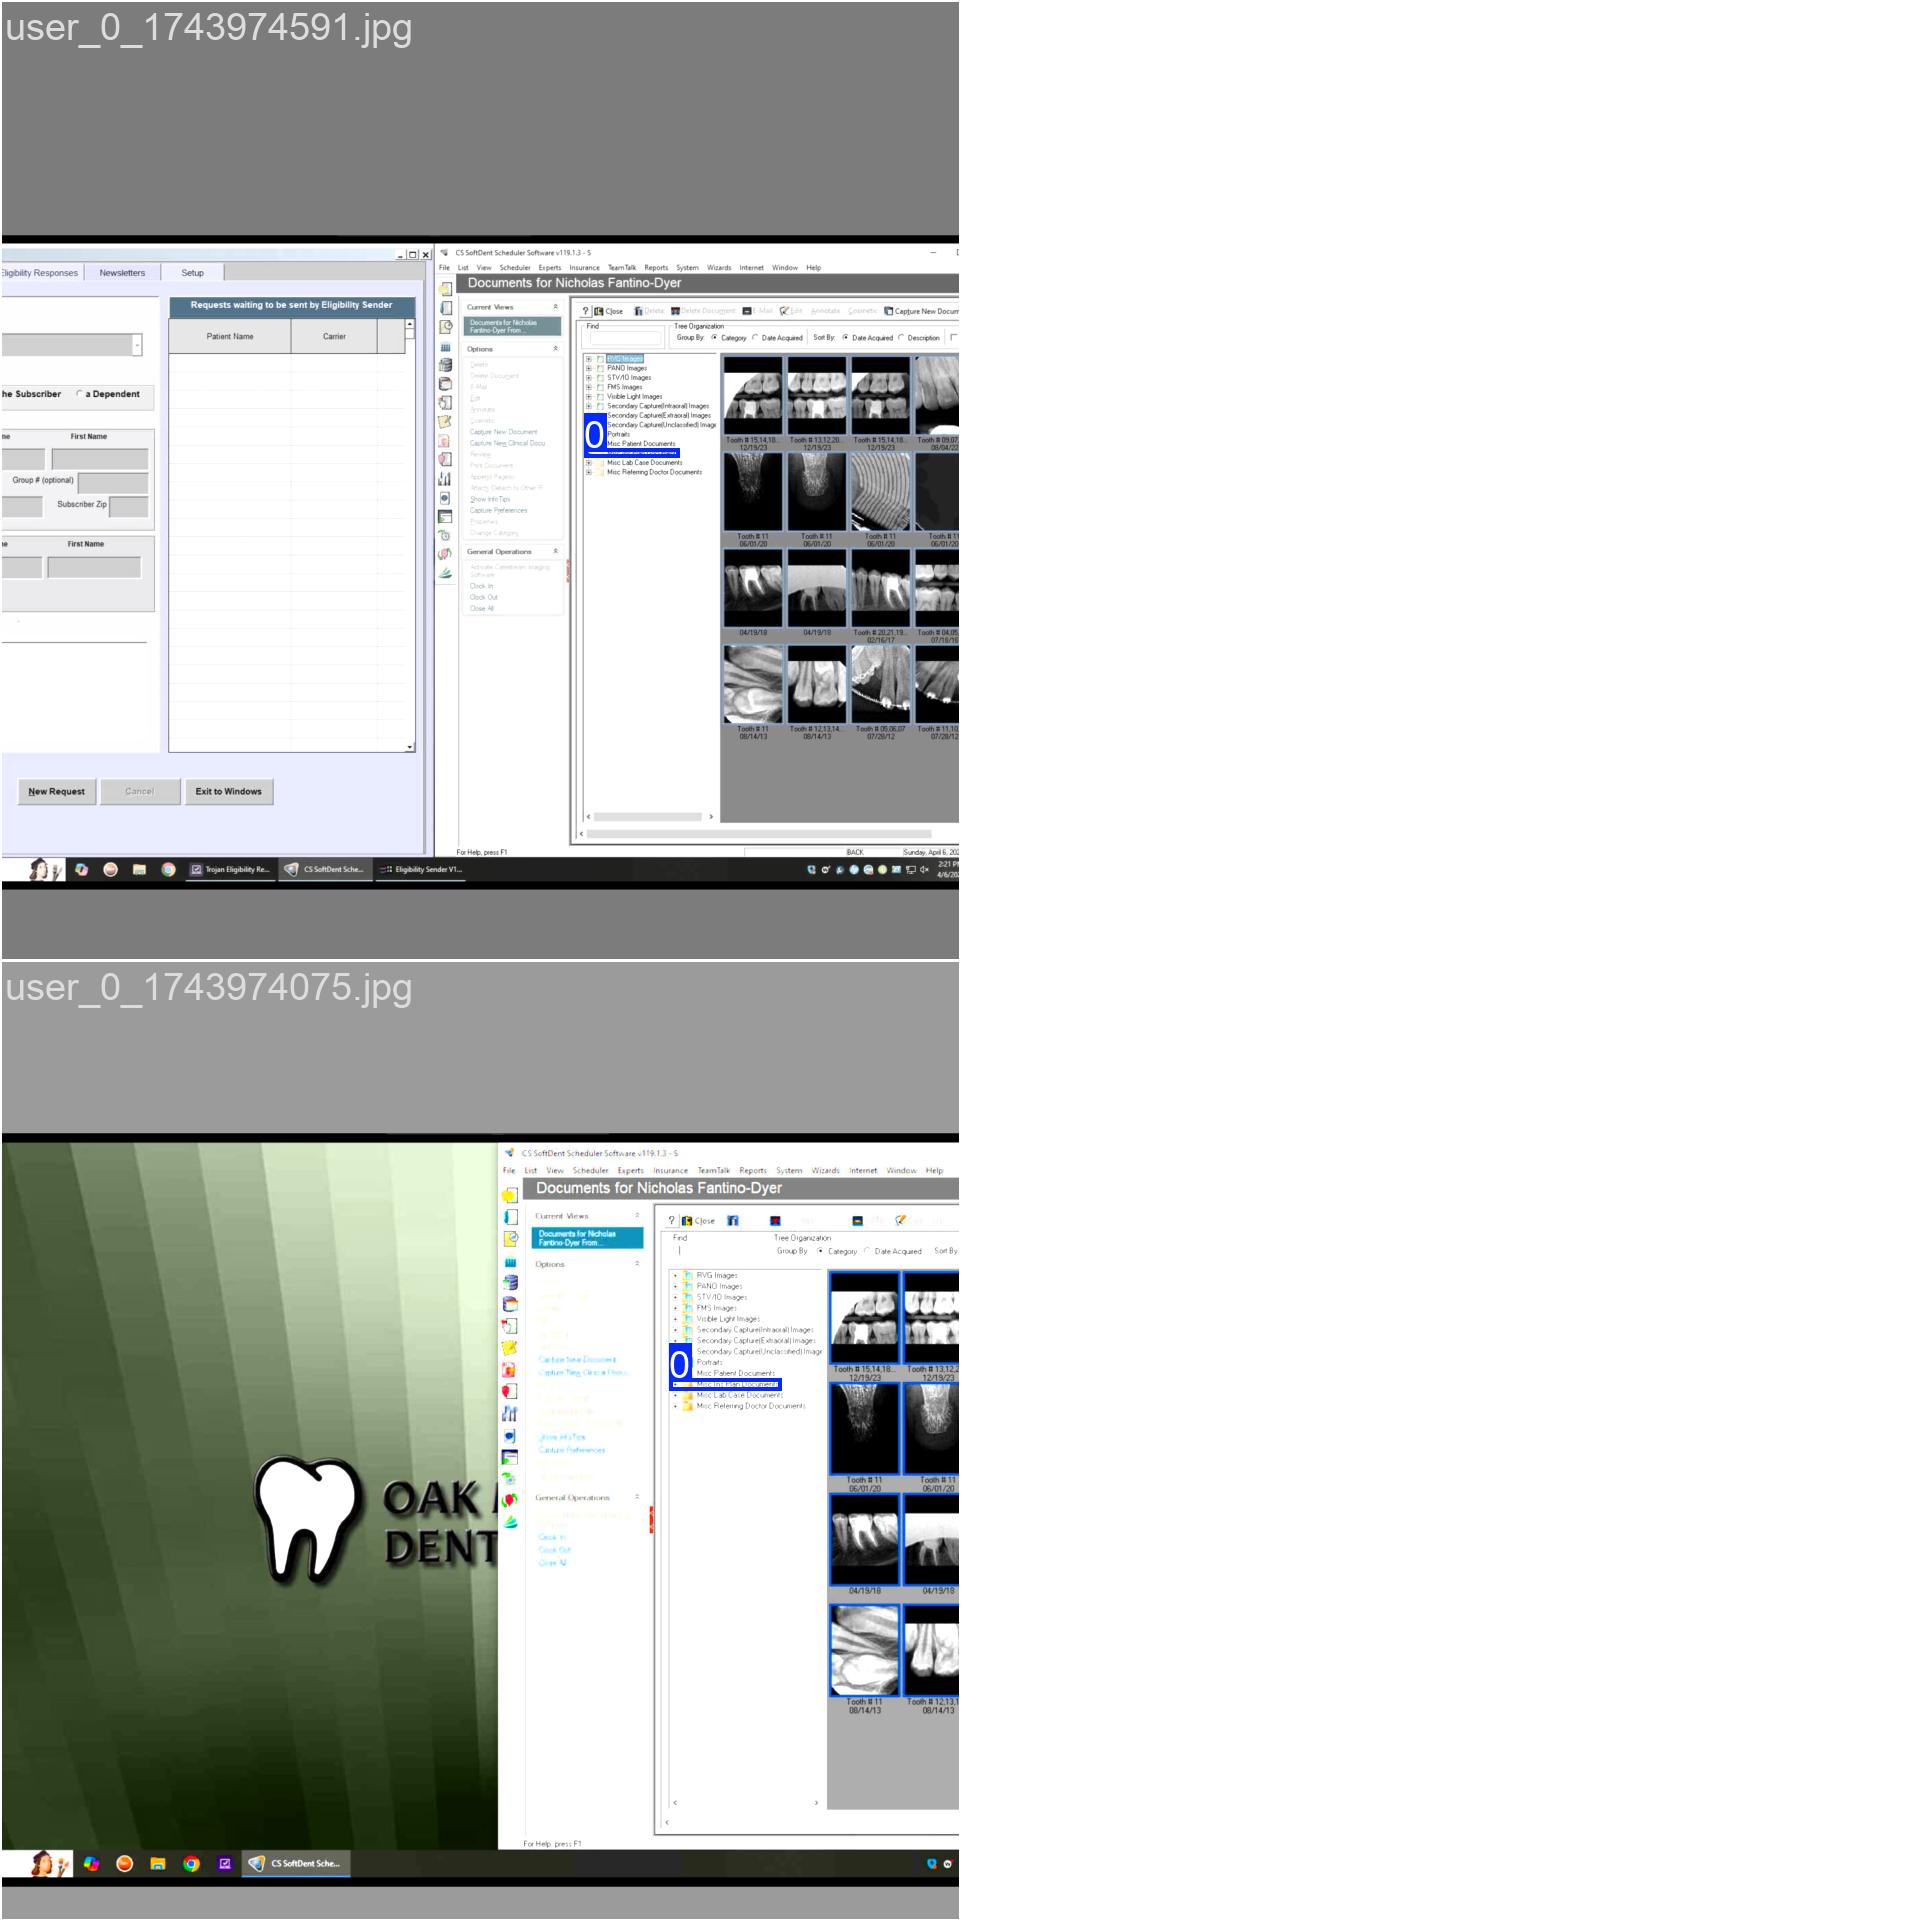 user_0_1743974591.jpg
Eligibility Responses
Newsletters
Setup
Requests waiting to be sent by Eligibility Sender
Patient Name
Carrier
he Subscriber
a Dependent
First Name
Group # (optional)
Subscriber Zip
First Name
New Request
Cancel
Exit to Windows
CS SoftDent Scheduler Software v119.1.3 - S
File List View Scheduler Experts Insurance TeamTalk Reports System Wizards Internet Window Help
Documents for Nicholas Fantino-Dyer
Current Views
Documents for Nicholas
Fantino-Dyer From...
Options
Delete
Delete Document
E-Mail
Edit
Annotate
Cosmetic
Capture New Document
Capture New Clinical Docu
Review
Print Document
Append Page(s)
Show InfoTips
Capture Preferences
Properties
Change Category
General Operations
Activate Carestream Imaging
Software
Clock In
Clock Out
Close All
? Close Delete Delete Document E-Mail Edit Annotate Cosmetic Capture New Docum
Find
Tree Organization
Group By: Category Date Acquired Sort By: Date Acquired Description
RVG Images
PANO Images
STV/IO Images
FMS Images
Visible Light Images
Secondary Capture(Intraoral) Images
Secondary Capture(Extraoral) Images
Secondary Capture(Unclassified) Image
Portraits
Misc Patient Documents
Misc Lab Case Documents
Misc Referring Doctor Documents
0
Tooth # 15,14,18... Tooth # 13,12,20... Tooth # 15,14,18... Tooth # 09,07,
12/19/23 12/19/23 12/19/23 08/04/22
Tooth # 11 Tooth # 11 Tooth # 11 Tooth # 11
06/01/20 06/01/20 06/01/20 06/01/20
04/19/18 04/19/18 Tooth # 20,21,19... Tooth # 04,05
02/16/17 07/16/16
Tooth # 11 Tooth # 12,13,14... Tooth # 05,06,07 Tooth # 11,10
08/14/13 08/14/13 07/28/12 07/28/12
For Help, press F1
BACK
Sunday, April 6, 202
Trojan Eligibility Re...
CS SoftDent Sche...
Eligibility Sender V1...
2:21 PM
4/6/202
user_0_1743974075.jpg
CS SoftDent Scheduler Software v119.1.3 - S
File List View Scheduler Experts Insurance TeamTalk Reports System Wizards Internet Window Help
Documents for Nicholas Fantino-Dyer
Current Views
Documents for Nicholas
Fantino-Dyer From...
Options
Capture New Document
Capture New Clinical Docu
Show InfoTips
Capture Preferences
General Operations
Clock In
Clock Out
Close All
? Close
Find
Tree Organization
Group By: Category Date Acquired Sort By
RVG Images
PANO Images
STV/IO Images
FMS Images
Visible Light Images
Secondary Capture(Intraoral) Images
Secondary Capture(Extraoral) Images
Secondary Capture(Unclassified) Image
Portraits
Misc Patient Documents
Misc Ins Plan Documents
Misc Lab Case Documents
Misc Referring Doctor Documents
0
Tooth # 15,14,18... Tooth # 13,12,2
12/19/23 12/19/23
Tooth # 11 Tooth # 11
06/01/20 06/01/20
04/19/18 04/19/18
Tooth # 11 Tooth # 12,13,1
08/14/13 08/14/13
OAK
DENT
For Help, press F1
CS SoftDent Sche...